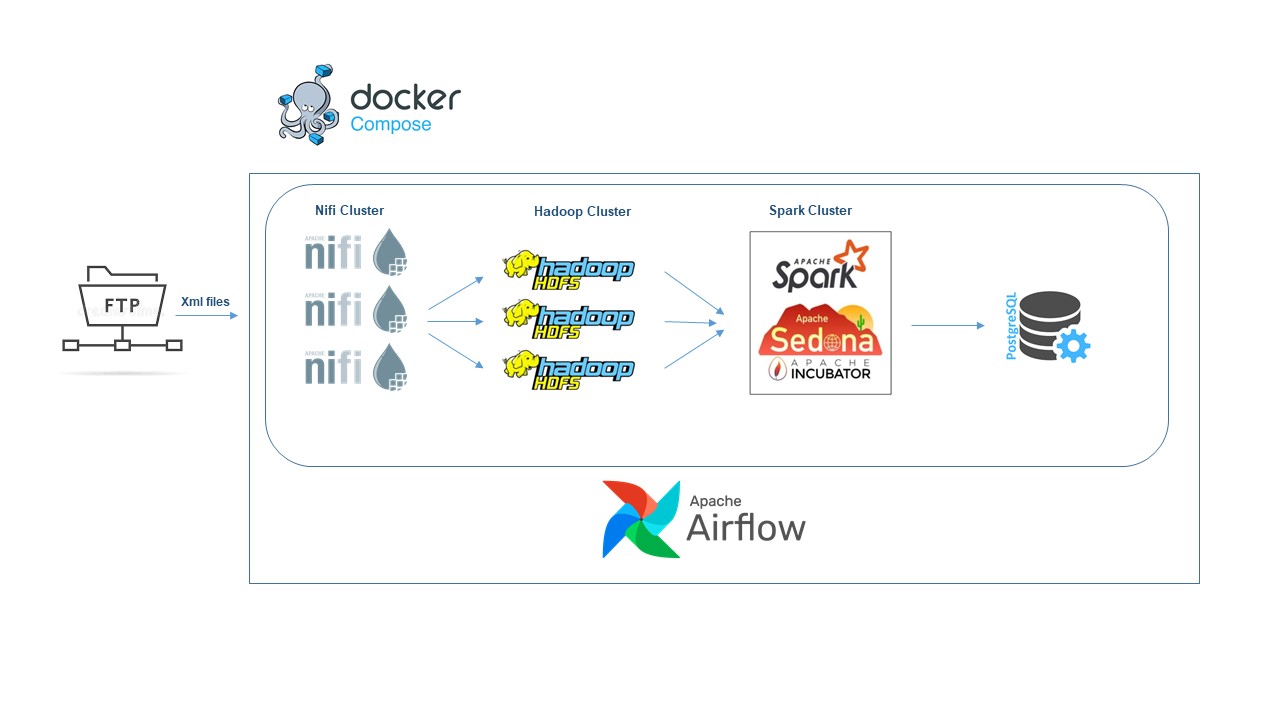 docker
Compose
Nifi Cluster
Hadoop Cluster
Spark Cluster
APACHE
nifi
APACHE
nifi
APACHE
nifi
hadoop
HDFS
hadoop
HDFS
hadoop
HDFS
APACHE
Spark
Apache
Sedona
APACHE
INCUBATOR
FTP
Xml files
PostgreSQL
Apache
Airflow